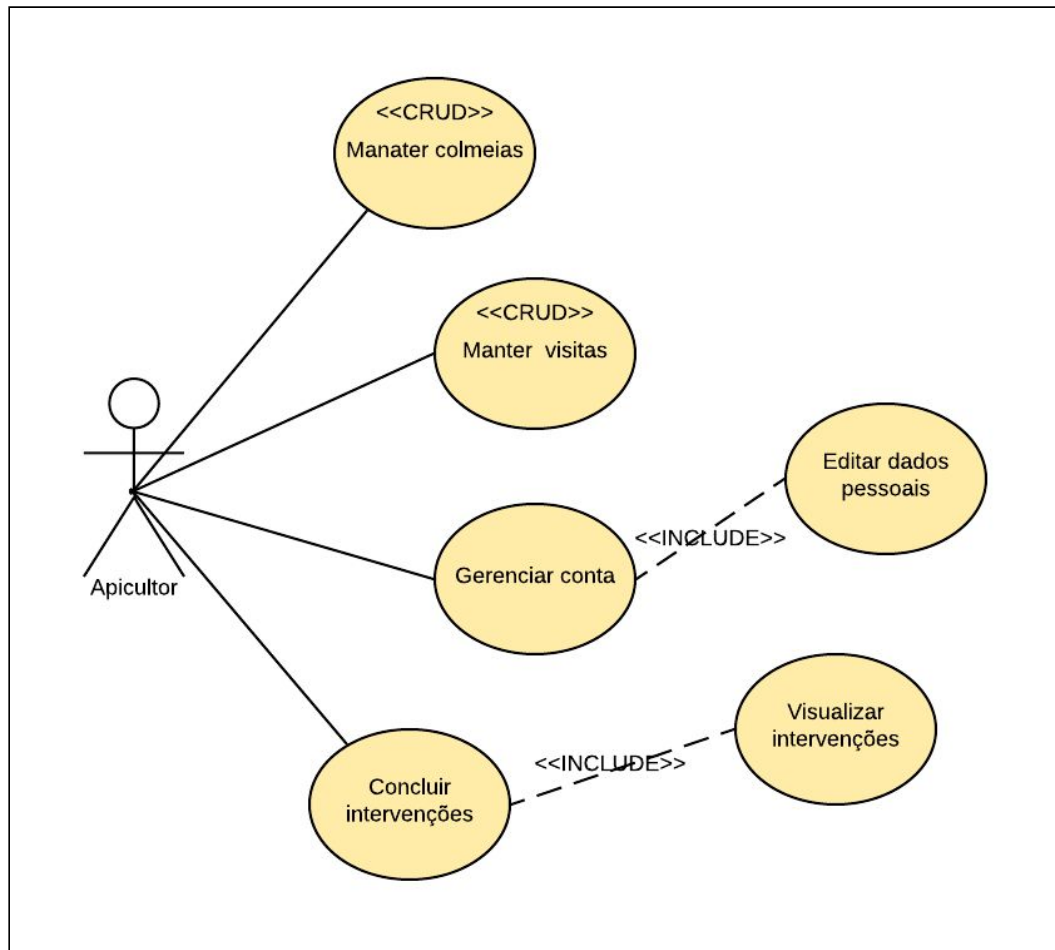 <<CRUD>>
Manater colmeias
<<CRUD>>
Manter visitas
Editar dados
pessoais
<<INCLUDE>>
Gerenciar conta
Apicultor
Visualizar
intervenções
<<INCLUDE>>
Concluir
intervenções